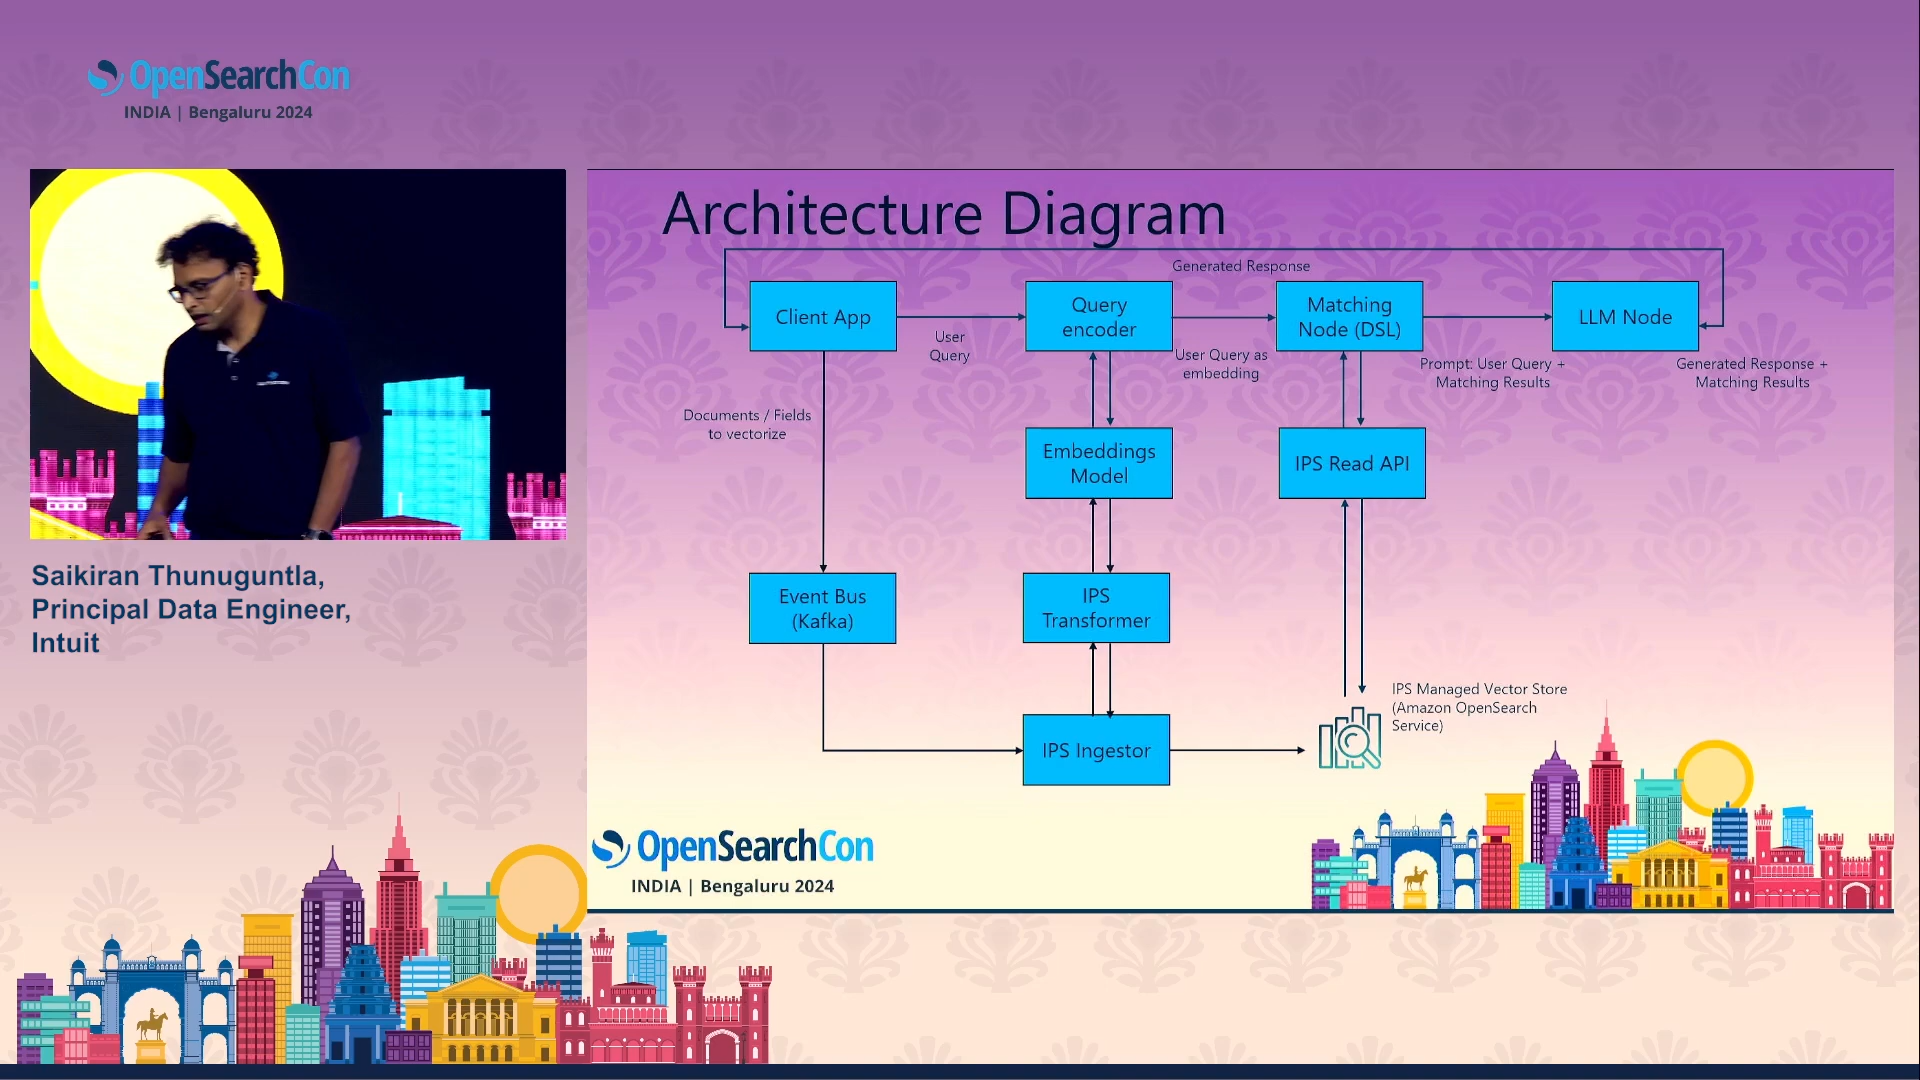 OpenSearchCon
INDIA | Bengaluru 2024
Saikiran Thunuguntla,
Principal Data Engineer,
Intuit
Architecture Diagram
Generated Response
Client App
User
Query
Query
encoder
User Query as
embedding
Matching
Node (DSL)
Prompt: User Query +
Matching Results
LLM Node
Generated Response +
Matching Results
Documents / Fields
to vectorize
Embeddings
Model
IPS Read API
Event Bus
(Kafka)
IPS
Transformer
IPS Ingestor
IPS Managed Vector Store
(Amazon OpenSearch
Service)
OpenSearchCon
INDIA | Bengaluru 2024